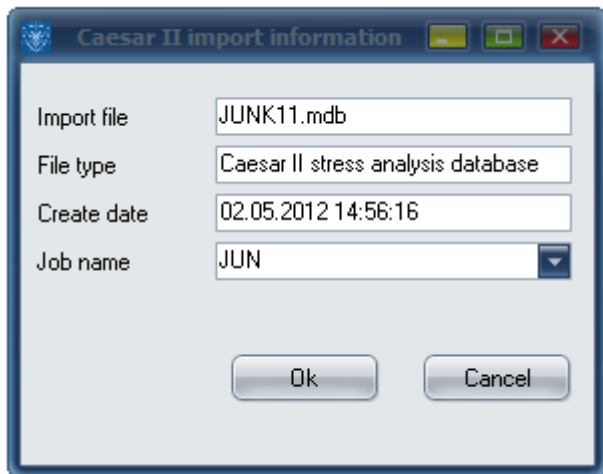 Caesar II import information
Import file JUNK11.mdb
File type Caesar II stress analysis database
Create date 02.05.2012 14:56:16
Job name JUN
Ok Cancel